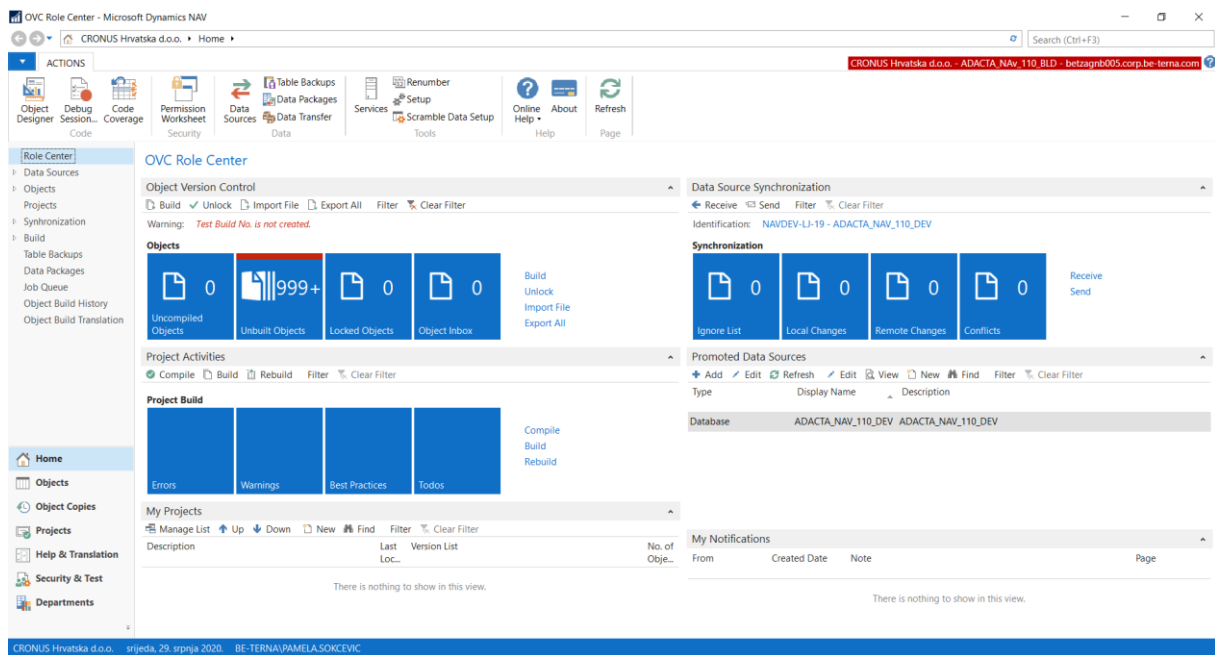 OVC Role Center - Microsoft Dynamics NAV
CRONUS Hrvatska d.o.o. Home
Search (Ctrl+F3)
ACTIONS
CRONUS Hrvatska d.o.o. - ADACTA_NAv_110_BLD - betzagnb005.corp.be-terna.com
Object Designer
Debug Session...
Code Coverage
Code
Permission Worksheet
Security
Data Sources
Table Backups
Data Packages
Data Transfer
Data
Services
Renumber
Setup
Scramble Data Setup
Tools
Online Help
About
Help
Refresh
Page
Role Center
Data Sources
Objects
Projects
Synhronization
Build
Table Backups
Data Packages
Job Queue
Object Build History
Object Build Translation
Home
Objects
Object Copies
Projects
Help & Translation
Security & Test
Departments
OVC Role Center
Object Version Control
Build Unlock Import File Export All Filter Clear Filter
Warning: Test Build No. is not created.
Objects
0
Uncompiled Objects
999+
Unbuilt Objects
0
Locked Objects
0
Object Inbox
Build
Unlock
Import File
Export All
Project Activities
Compile Build Rebuild Filter Clear Filter
Project Build
Errors
Warnings
Best Practices
Todos
Compile
Build
Rebuild
My Projects
Manage List Up Down New Find Filter Clear Filter
Description Last Loc... Version List No. of Obje...
There is nothing to show in this view.
Data Source Synchronization
Receive Send Filter Clear Filter
Identification: NAVDEV-LJ-19 - ADACTA_NAV_110_DEV
Synchronization
0
Ignore List
0
Local Changes
0
Remote Changes
0
Conflicts
Receive
Send
Promoted Data Sources
Add Edit Refresh Edit View New Find Filter Clear Filter
Type Display Name Description
Database ADACTA_NAV_110_DEV ADACTA_NAV_110_DEV
My Notifications
From Created Date Note Page
There is nothing to show in this view.
CRONUS Hrvatska d.o.o. srijeda, 29. srpnja 2020. BE-TERNA\PAMELA.SOKCEVIC